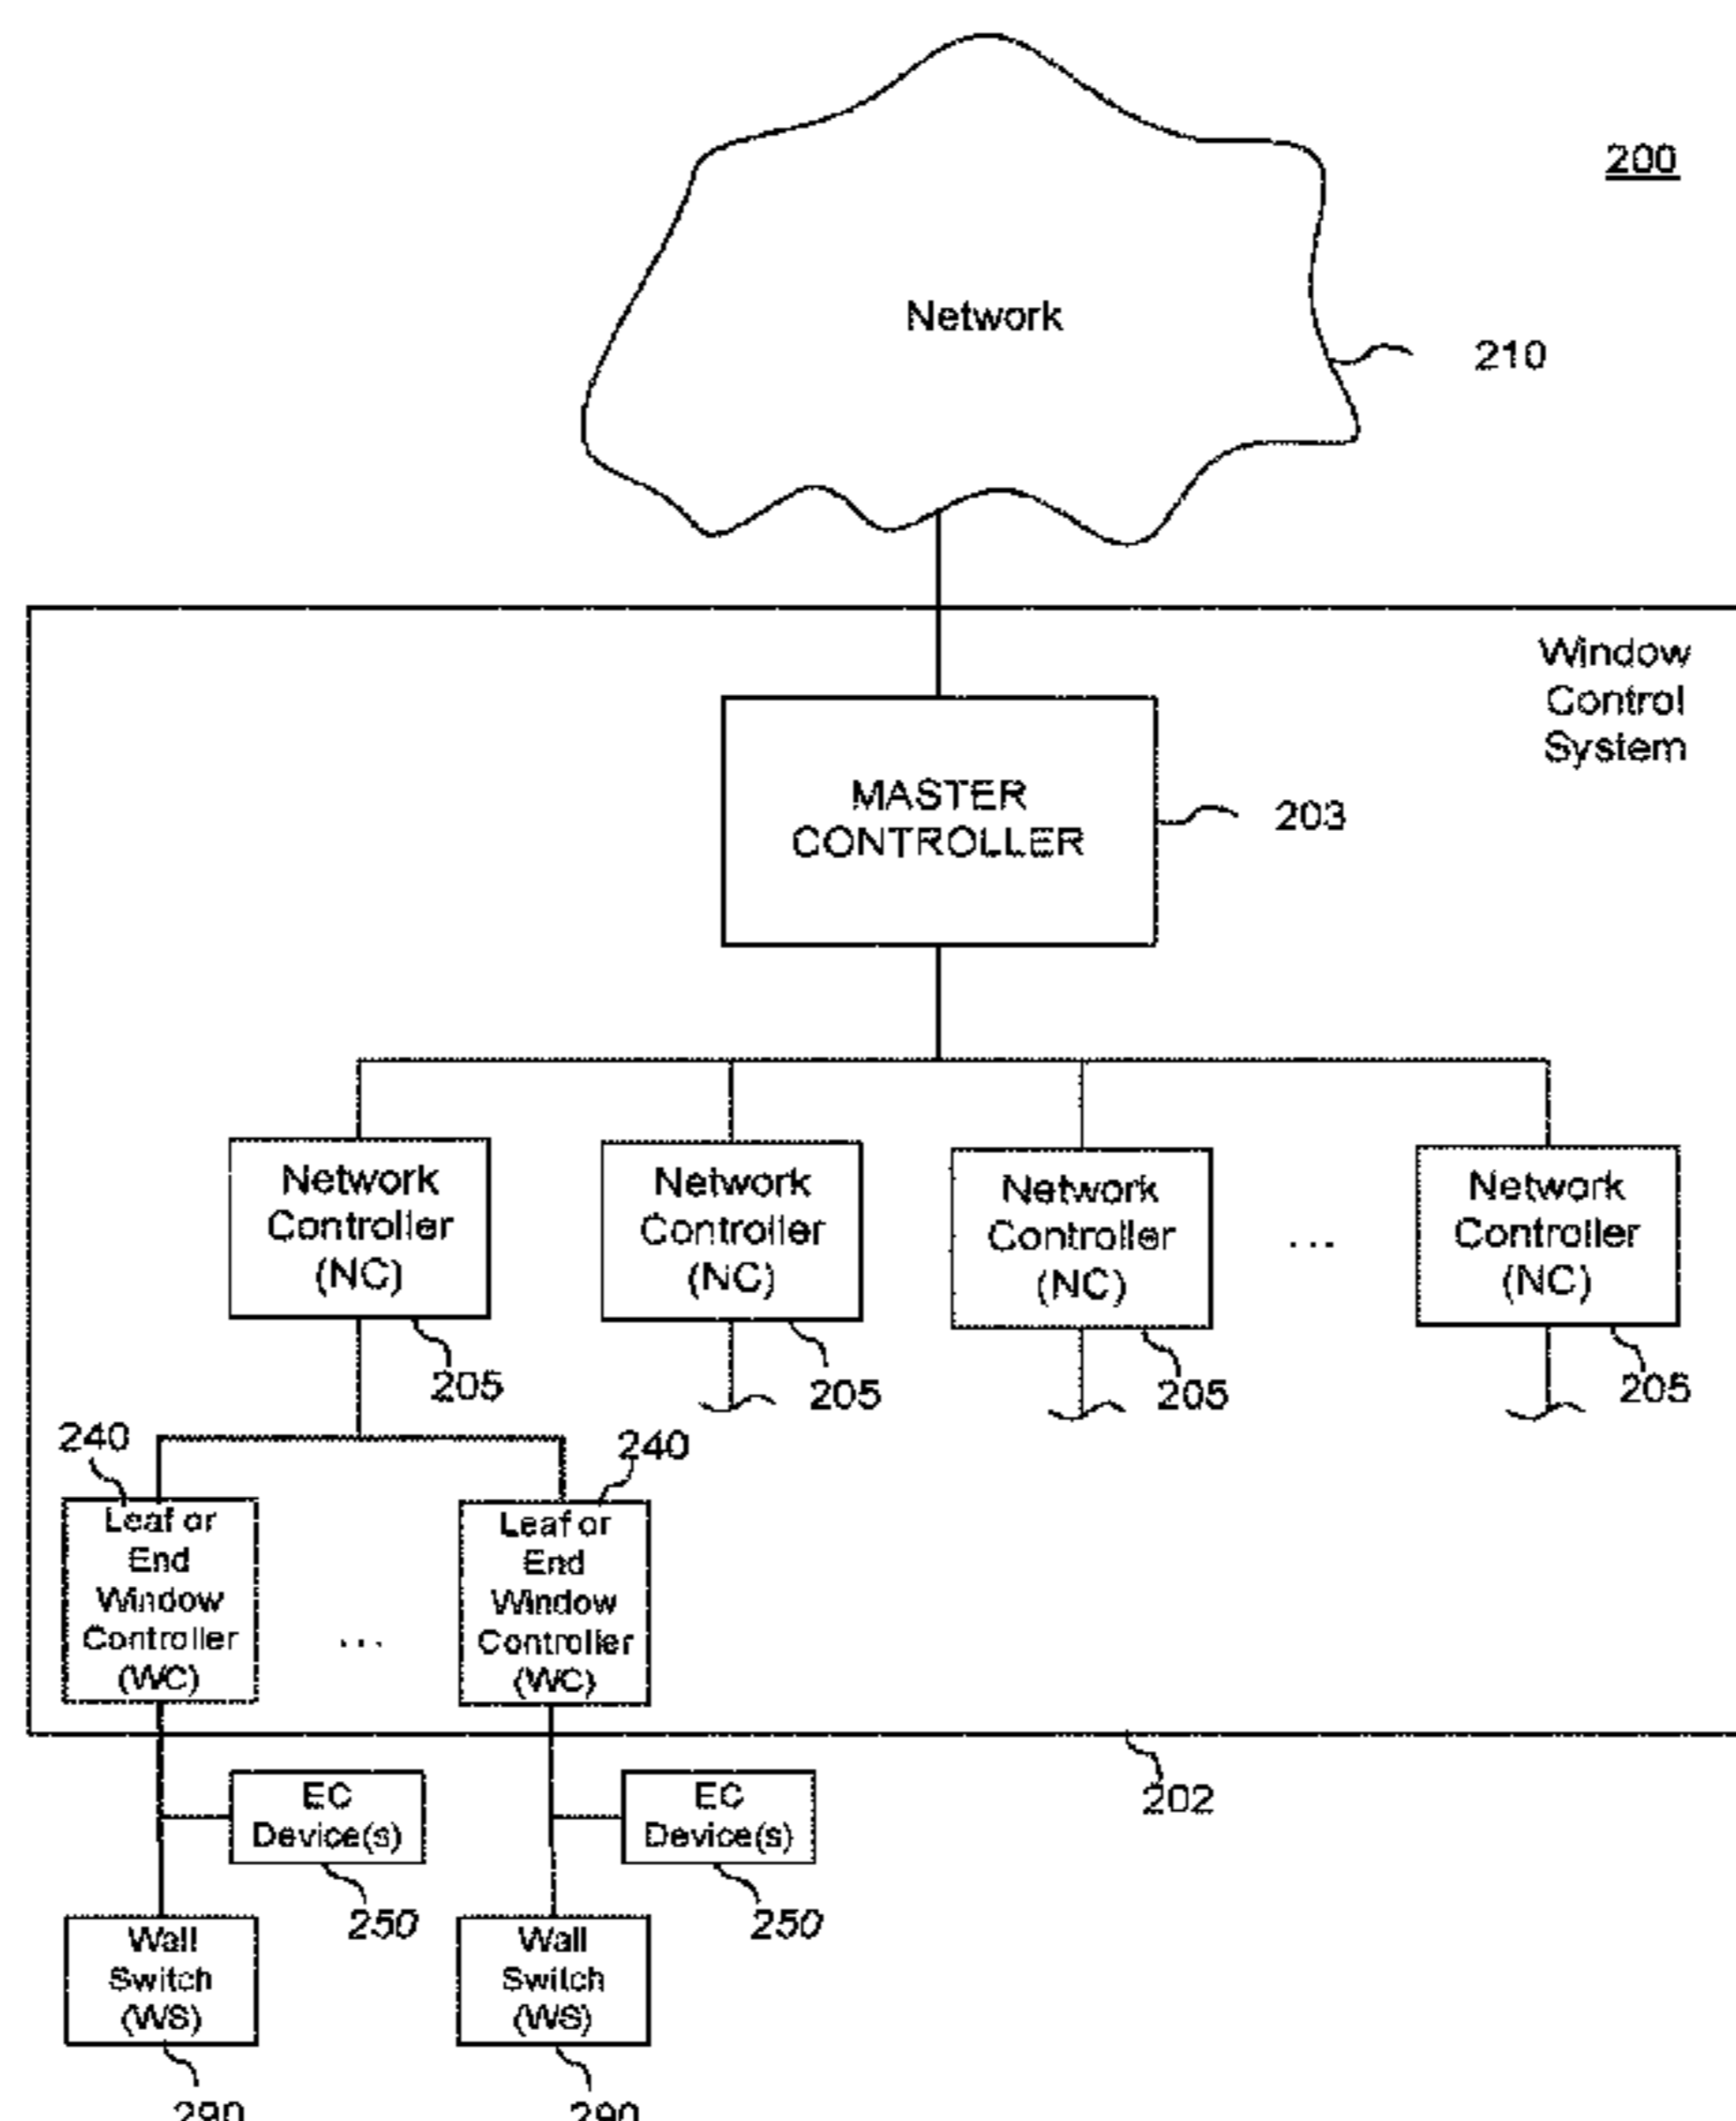 200
Network
210
Window
Control
System
MASTER
CONTROLLER
203
Network
Controller
(NC)
Network
Controller
(NC)
Network
Controller
(NC)
...
Network
Controller
(NC)
205
205
205
205
240
240
Leaf or
End
Window
Controller
(WC)
...
Leaf or
End
Window
Controller
(WC)
202
EC
Device(s)
EC
Device(s)
250
250
Wall
Switch
(WS)
Wall
Switch
(WS)
290
290